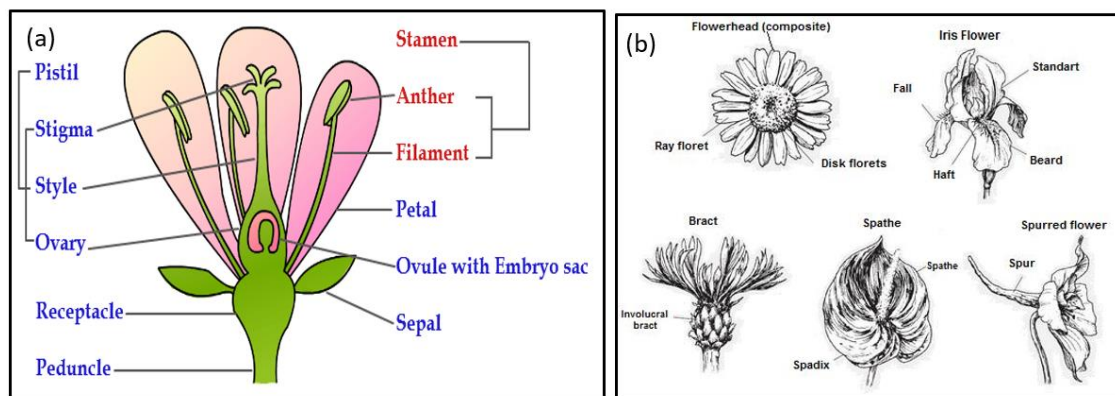 (a)
Pistil
Stigma
Style
Ovary
Receptacle
Peduncle
Stamen
Anther
Filament
Petal
Ovule with Embryo sac
Sepal
(b)
Flowerhead (composite)
Ray floret
Disk florets
Iris Flower
Fall
Standart
Haft
Beard
Bract
Involucral
bract
Spathe
Spathe
Spadix
Spurred flower
Spur